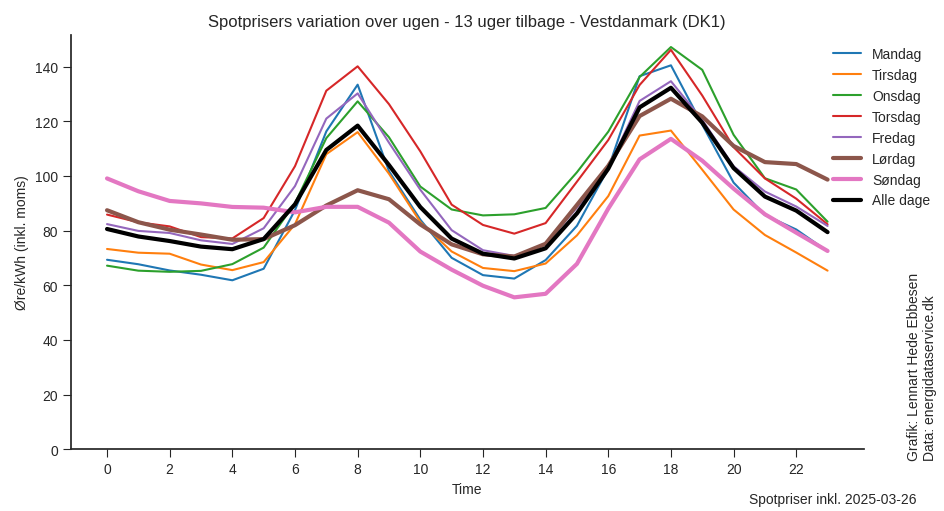 Spotprisers variation over ugen - 13 uger tilbage - Vestdanmark (DK1)
Øre/kWh (inkl. moms)
140
120
100
80
60
40
20
0
0 2 4 6 8 10 12 14 16 18 20 22
Time
Mandag
Tirsdag
Onsdag
Torsdag
Fredag
Lørdag
Søndag
Alle dage
Grafik: Lennart Hede Ebbesen
Data: energidataservice.dk
Spotpriser inkl. 2025-03-26